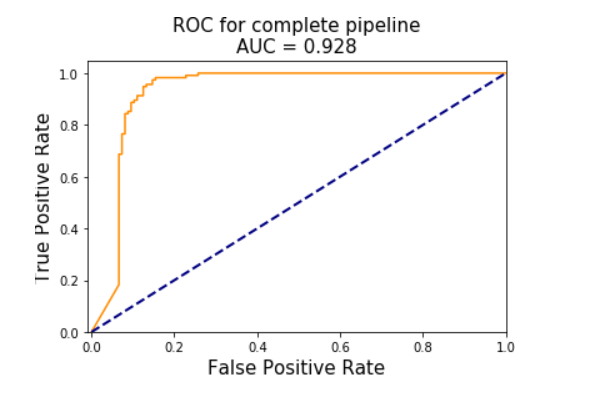 ROC for complete pipeline
AUC = 0.928
True Positive Rate
1.0
0.8
0.6
0.4
0.2
0.0
0.0 0.2 0.4 0.6 0.8 1.0
False Positive Rate